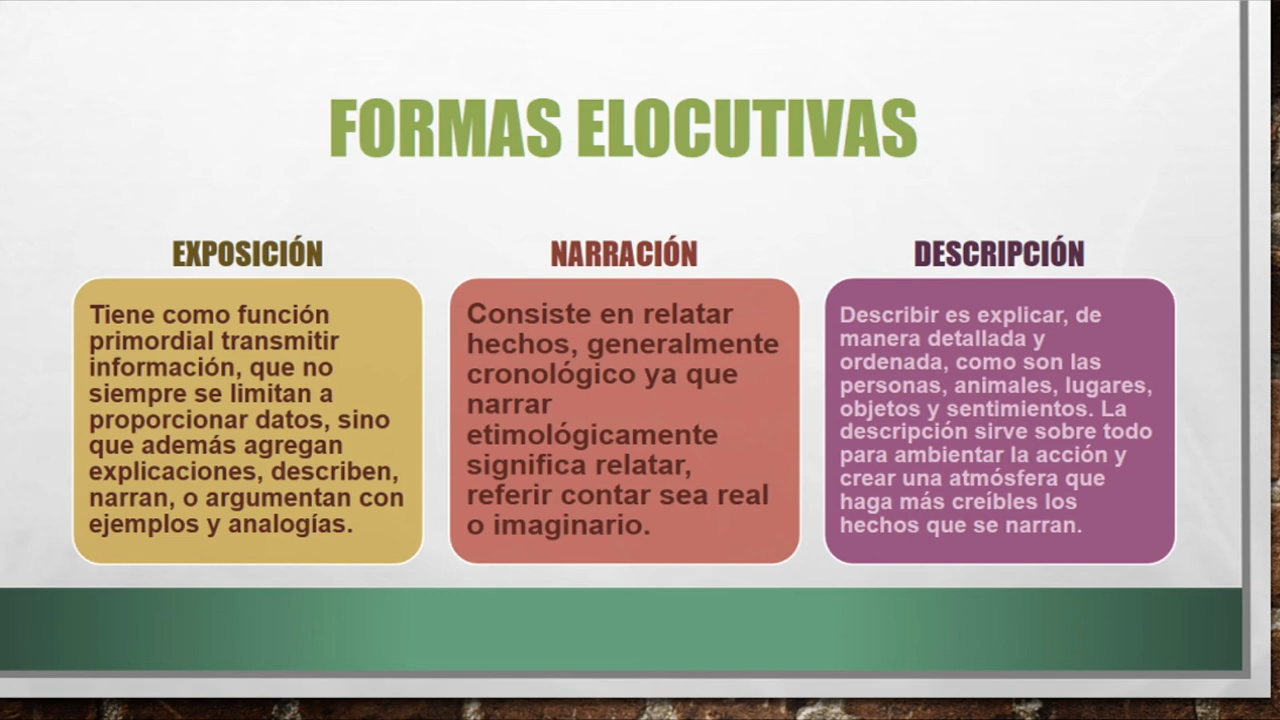 FORMAS ELOCUTIVAS
EXPOSICIÓN
Tiene como función
primordial transmitir
información, que no
siempre se limitan a
proporcionar datos, sino
que además agregan
explicaciones, describen,
narran, o argumentan con
ejemplos y analogías.
NARRACIÓN
Consiste en relatar
hechos, generalmente
cronológico ya que
narrar
etimológicamente
significa relatar,
referir contar sea real
o imaginario.
DESCRIPCIÓN
Describir es explicar, de
manera detallada y
ordenada, como son las
personas, animales, lugares,
objetos y sentimientos. La
descripción sirve sobre todo
para ambientar la acción y
crear una atmósfera que
haga más creíbles los
hechos que se narran.